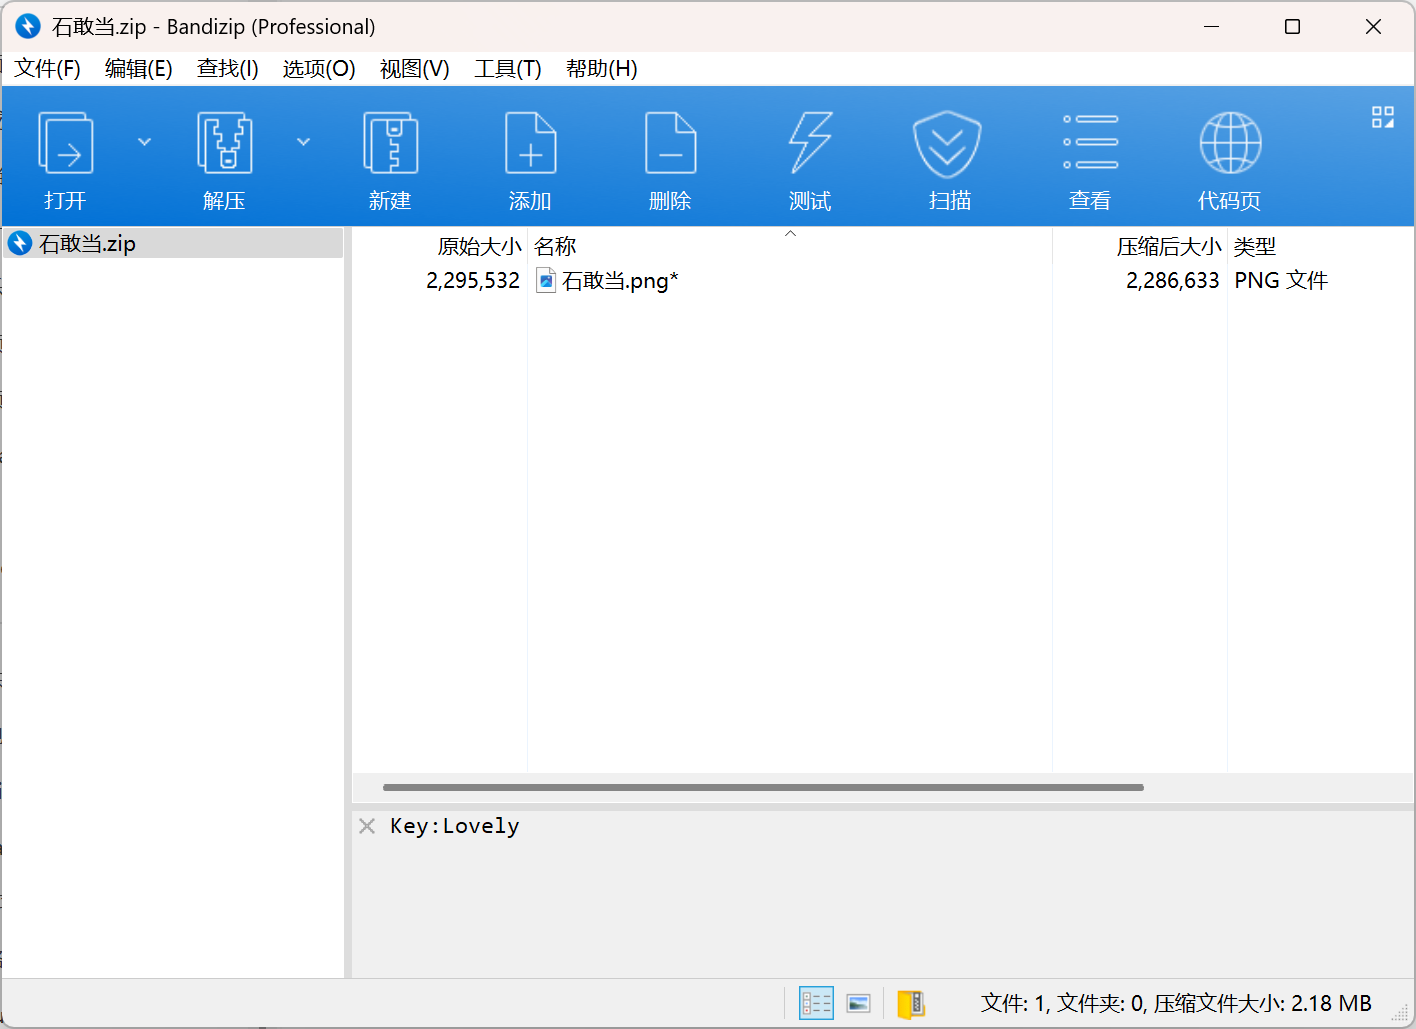 石敢当.zip - Bandizip (Professional)
文件(F) 编辑(E) 查找(I) 选项(O) 视图(V) 工具(T) 帮助(H)
打开 解压 新建 添加 删除 测试 扫描 查看 代码页
石敢当.zip
原始大小 名称 压缩后大小 类型
2,295,532 石敢当.png* 2,286,633 PNG 文件
Key:Lovely
文件: 1, 文件夹: 0, 压缩文件大小: 2.18 MB